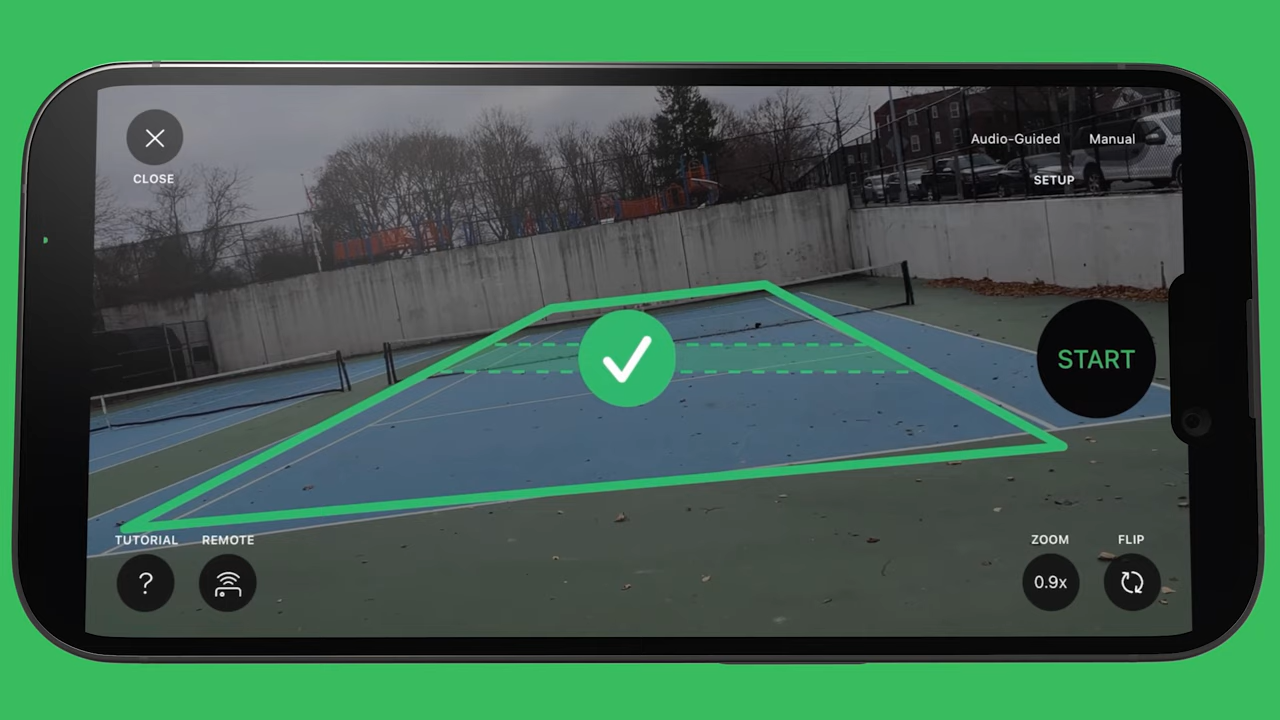 CLOSE
Audio-Guided Manual
SETUP
START
TUTORIAL REMOTE
?
ZOOM FLIP
0.9x